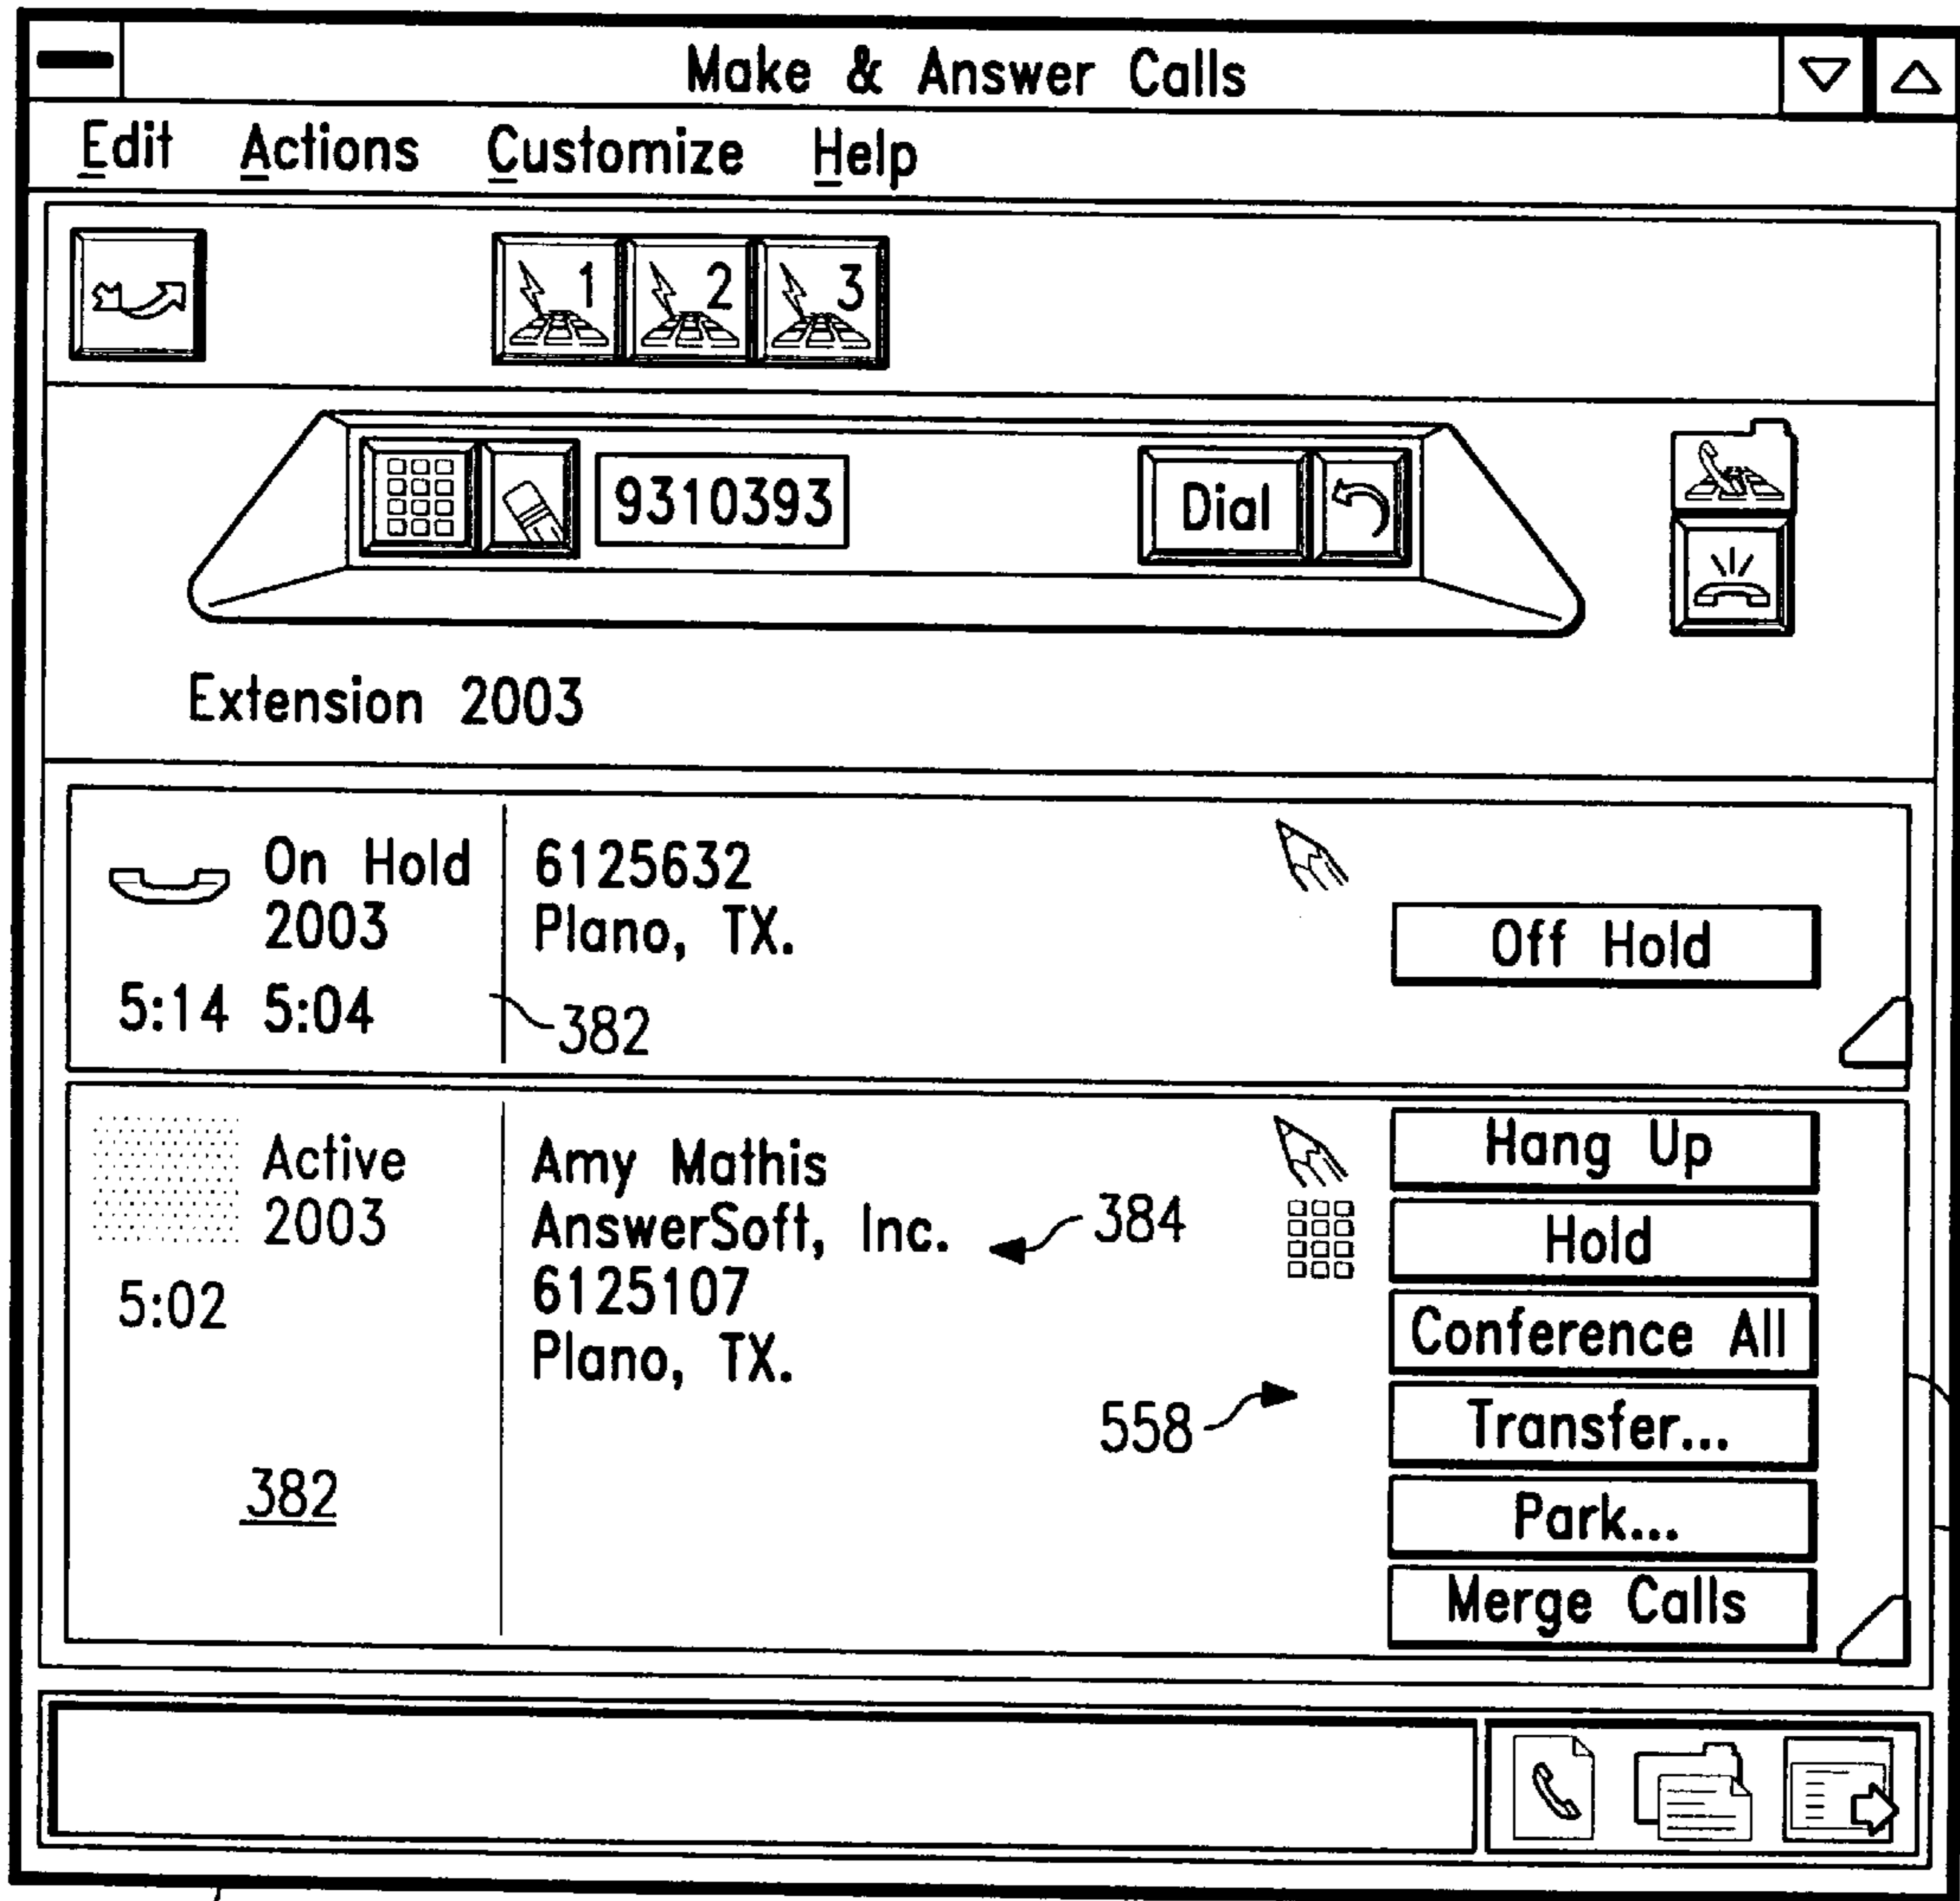 Make & Answer Calls
Edit Actions Customize Help
1 2 3
9310393 Dial
Extension 2003
On Hold
2003
5:14 5:04
382
6125632
Plano, TX.
Off Hold
Active
2003
5:02
382
Amy Mathis
AnswerSoft, Inc.
6125107
Plano, TX.
384
558
Hang Up
Hold
Conference All
Transfer...
Park...
Merge Calls